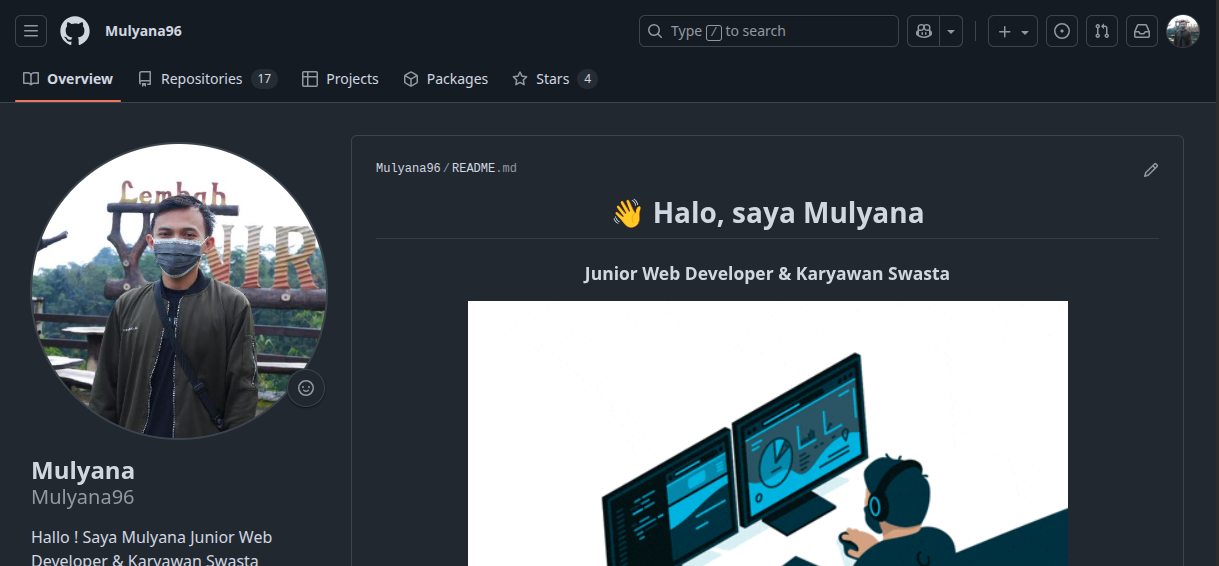 Mulyana96
Type / to search
Overview
Repositories 17
Projects
Packages
Stars 4
Lembah
NIR
Mulyana96/README.md
👋 Halo, saya Mulyana
Junior Web Developer & Karyawan Swasta
Mulyana
Mulyana96
Hallo ! Saya Mulyana Junior Web
Developer & Karyawan Swasta